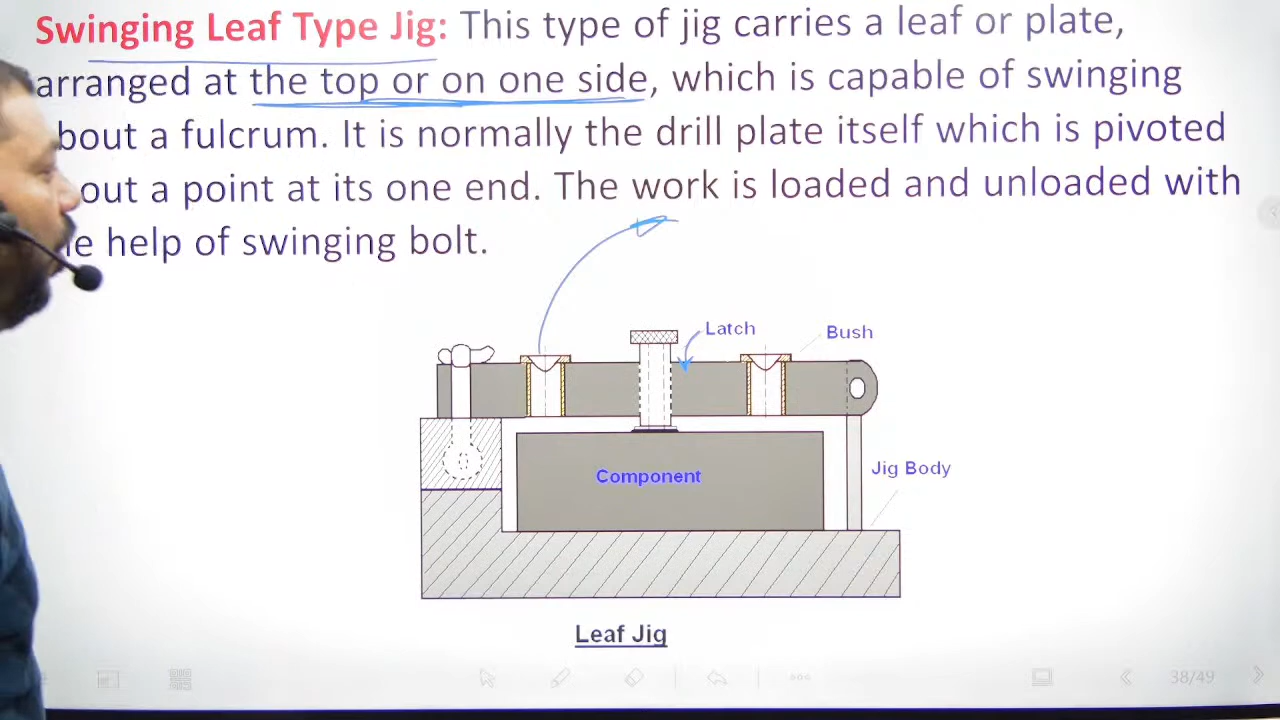 Swinging Leaf Type Jig: This type of jig carries a leaf or plate,
arranged at the top or on one side, which is capable of swinging
bout a fulcrum. It is normally the drill plate itself which is pivoted
out a point at its one end. The work is loaded and unloaded with
e help of swinging bolt.
Latch
Bush
Component
Jig Body
Leaf Jig
38/49